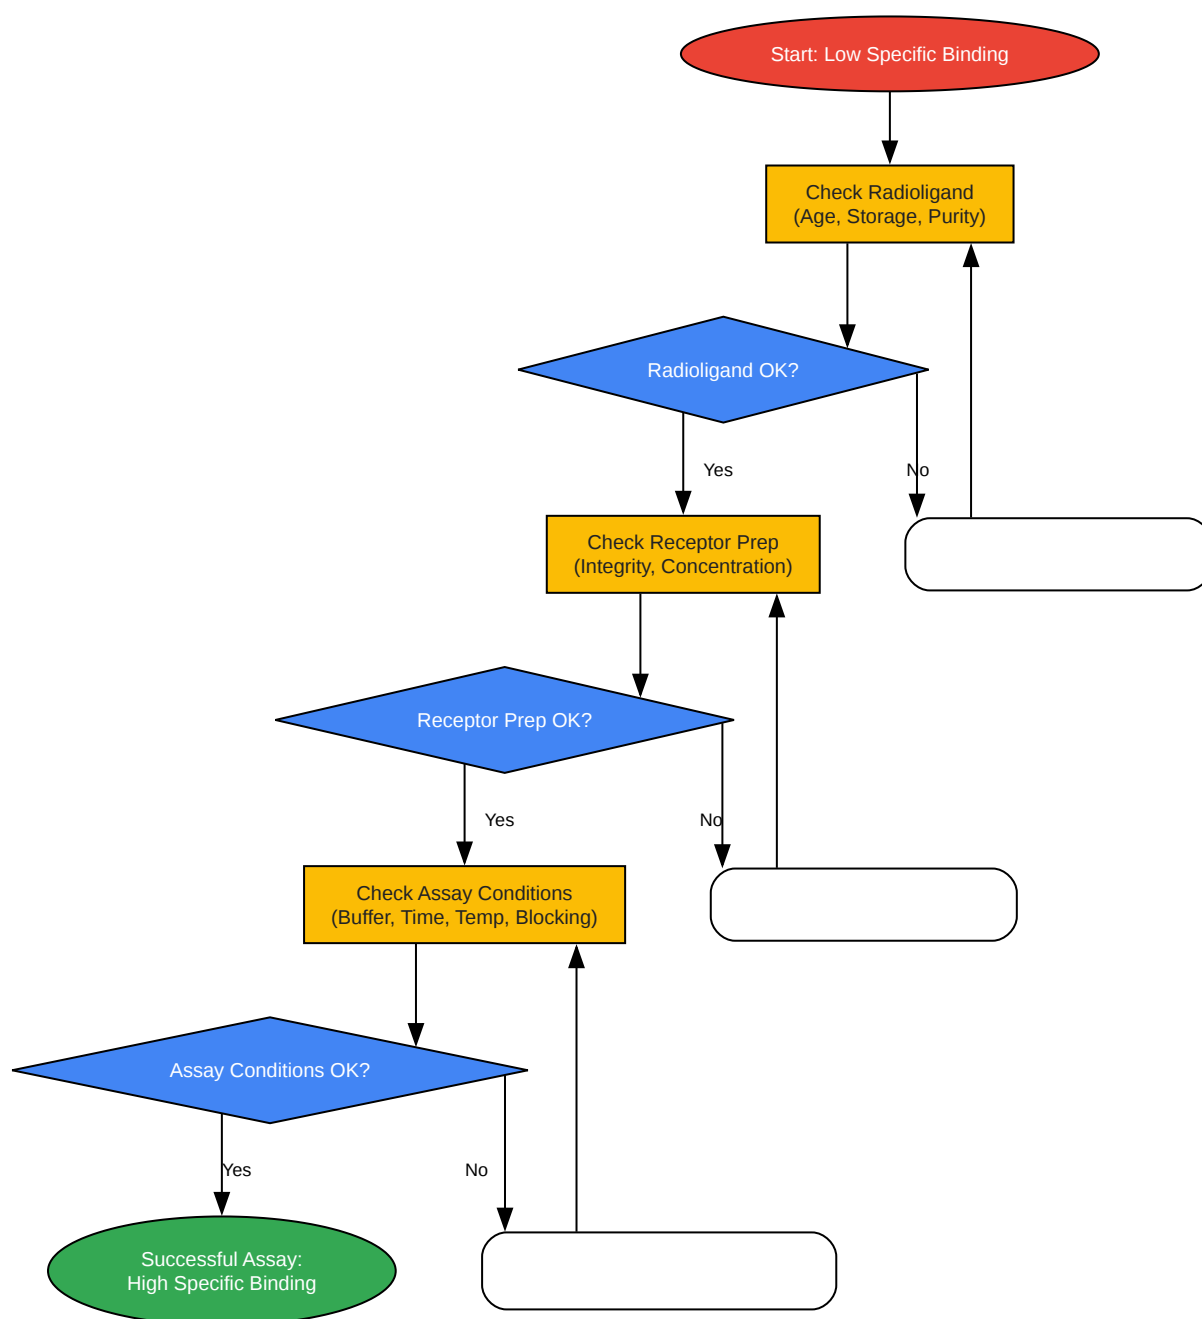 Start: Low Specific Binding
Check Radioligand
(Age, Storage, Purity)
Radioligand OK?
Yes
No
Check Receptor Prep
(Integrity, Concentration)
Receptor Prep OK?
Yes
No
Check Assay Conditions
(Buffer, Time, Temp, Blocking)
Assay Conditions OK?
Yes
No
Successful Assay:
High Specific Binding